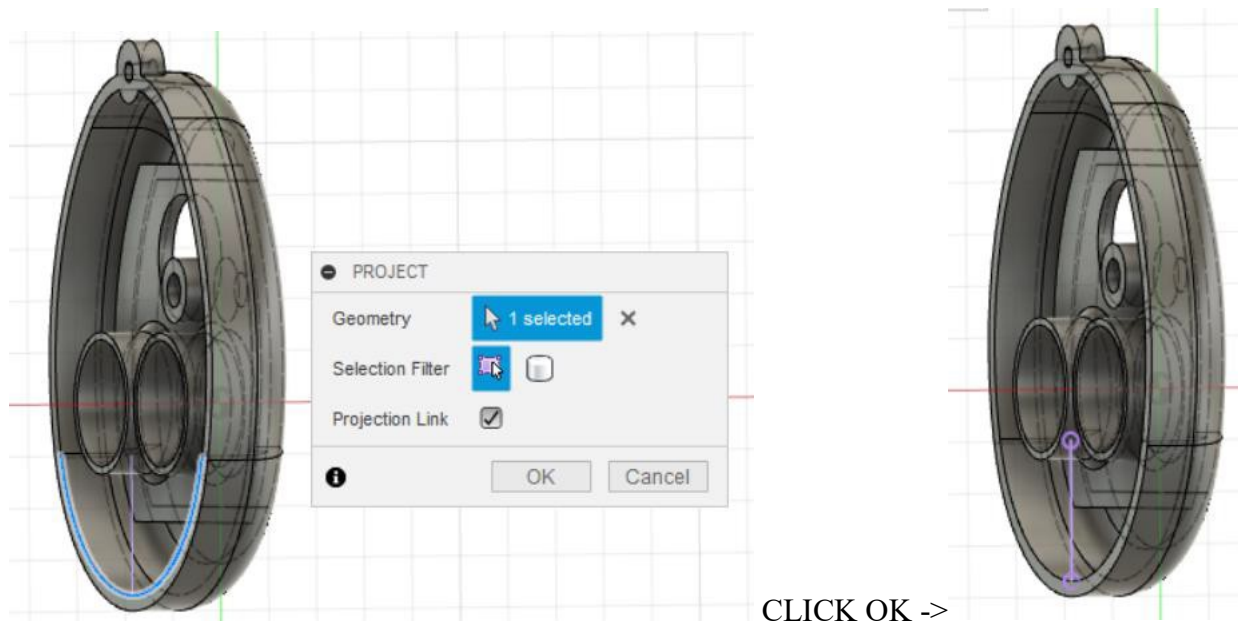 PROJECT
Geometry 1 selected
Selection Filter
Projection Link
OK Cancel
CLICK OK ->